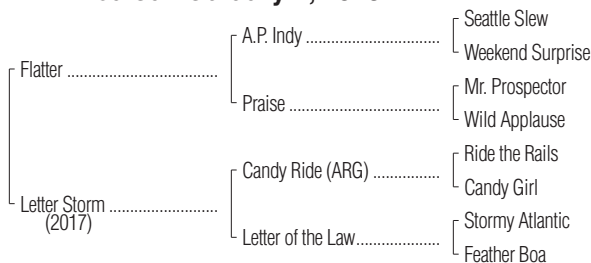 Seattle Slew
A.P. Indy
Weekend Surprise
Flatter
Mr. Prospector
Praise
Wild Applause
Ride the Rails
Candy Ride (ARG)
Candy Girl
Letter Storm
(2017)
Stormy Atlantic
Letter of the Law
Feather Boa